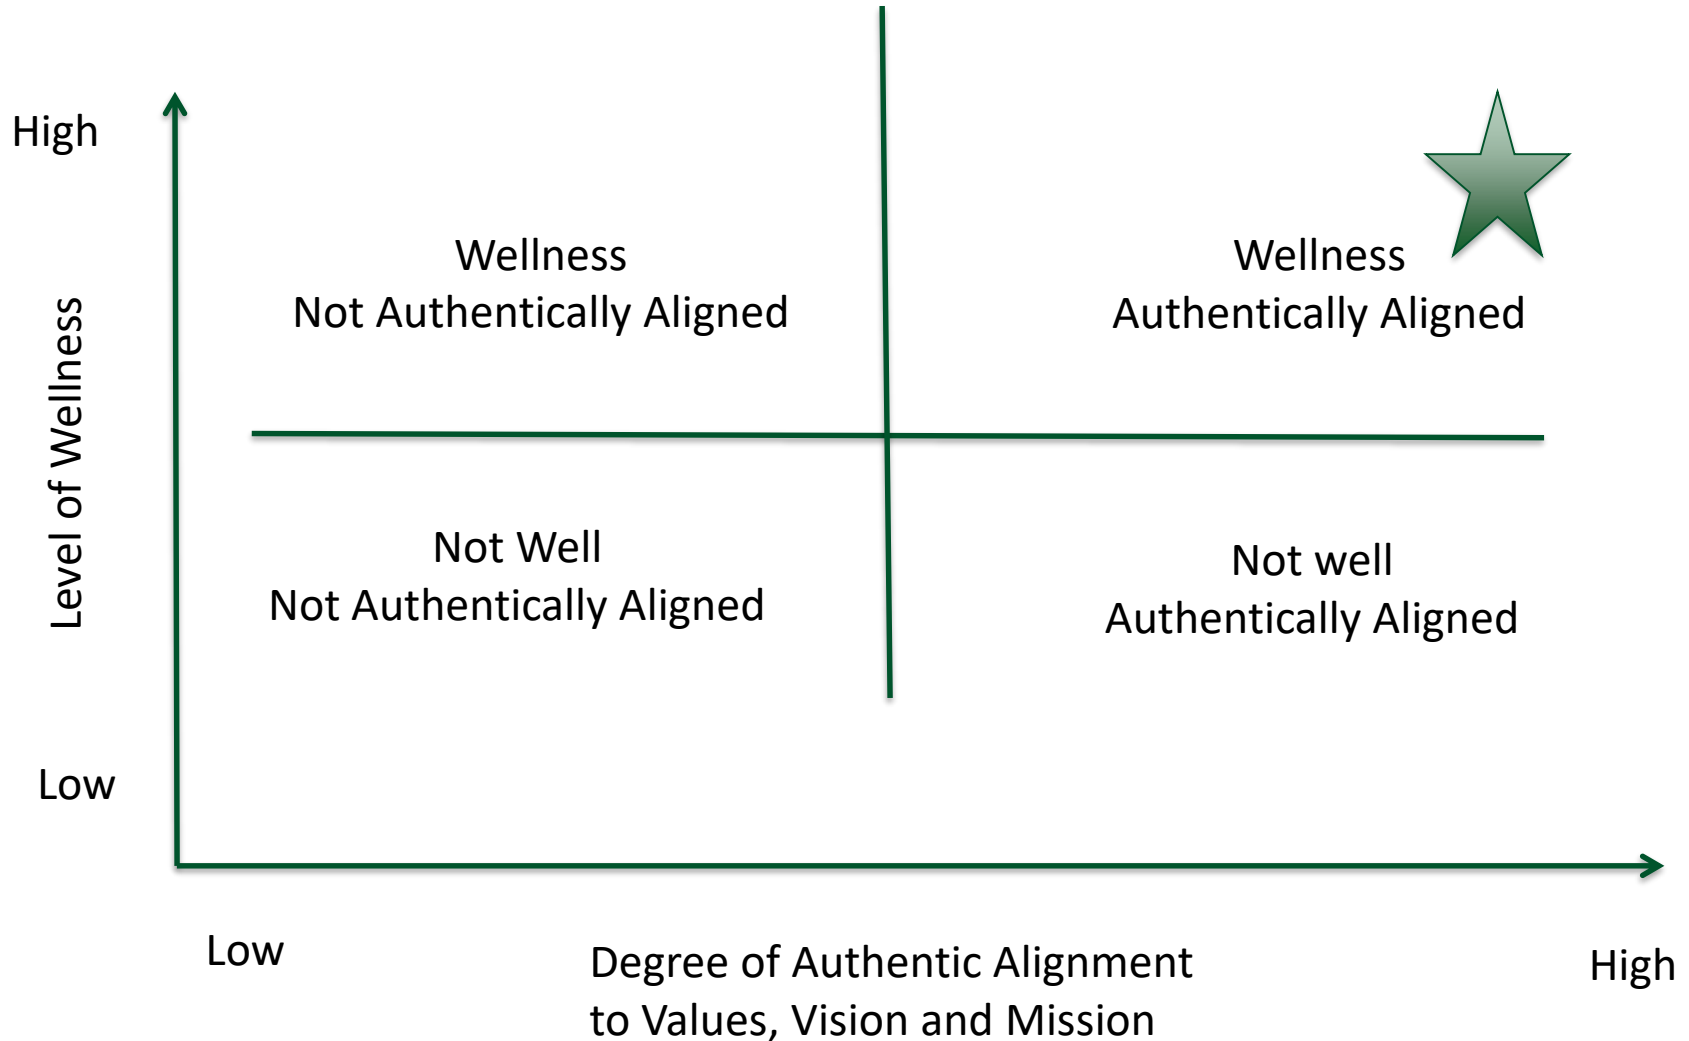 High
Wellness
Not Authentically Aligned
Wellness
Authentically Aligned
Level of Wellness
Not Well
Not Authentically Aligned
Not well
Authentically Aligned
Low
Low
Degree of Authentic Alignment
to Values, Vision and Mission
High